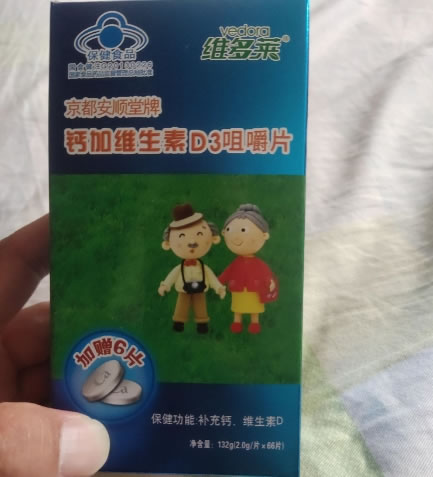 vedora
维多莱®
保健食品
京都安顺堂牌
钙加维生素D3咀嚼片
加赠6片
保健功能:补充钙、维生素D
净含量: 132g(2.0g/片×66片)